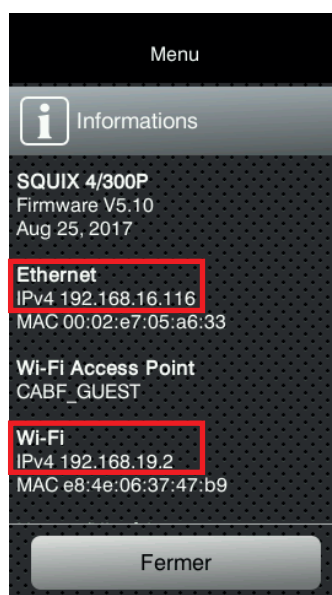 Menu
Informations
SQUIX 4/300P
Firmware V5.10
Aug 25, 2017
Ethernet
IPv4 192.168.16.116
MAC 00:02:e7:05:a6:33
Wi-Fi Access Point
CABF_GUEST
Wi-Fi
IPv4 192.168.19.2
MAC e8:4e:06:37:47:b9
Fermer